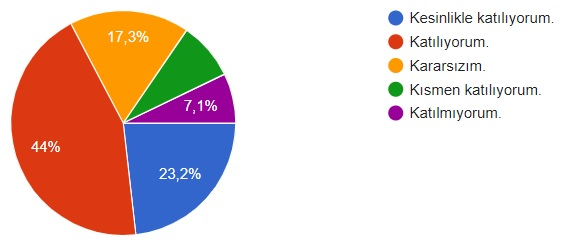 17,3%
7,1%
44%
23,2%
Kesinlikle katılıyorum.
Katılıyorum.
Kararsızım.
Kısmen katılıyorum.
Katılmıyorum.